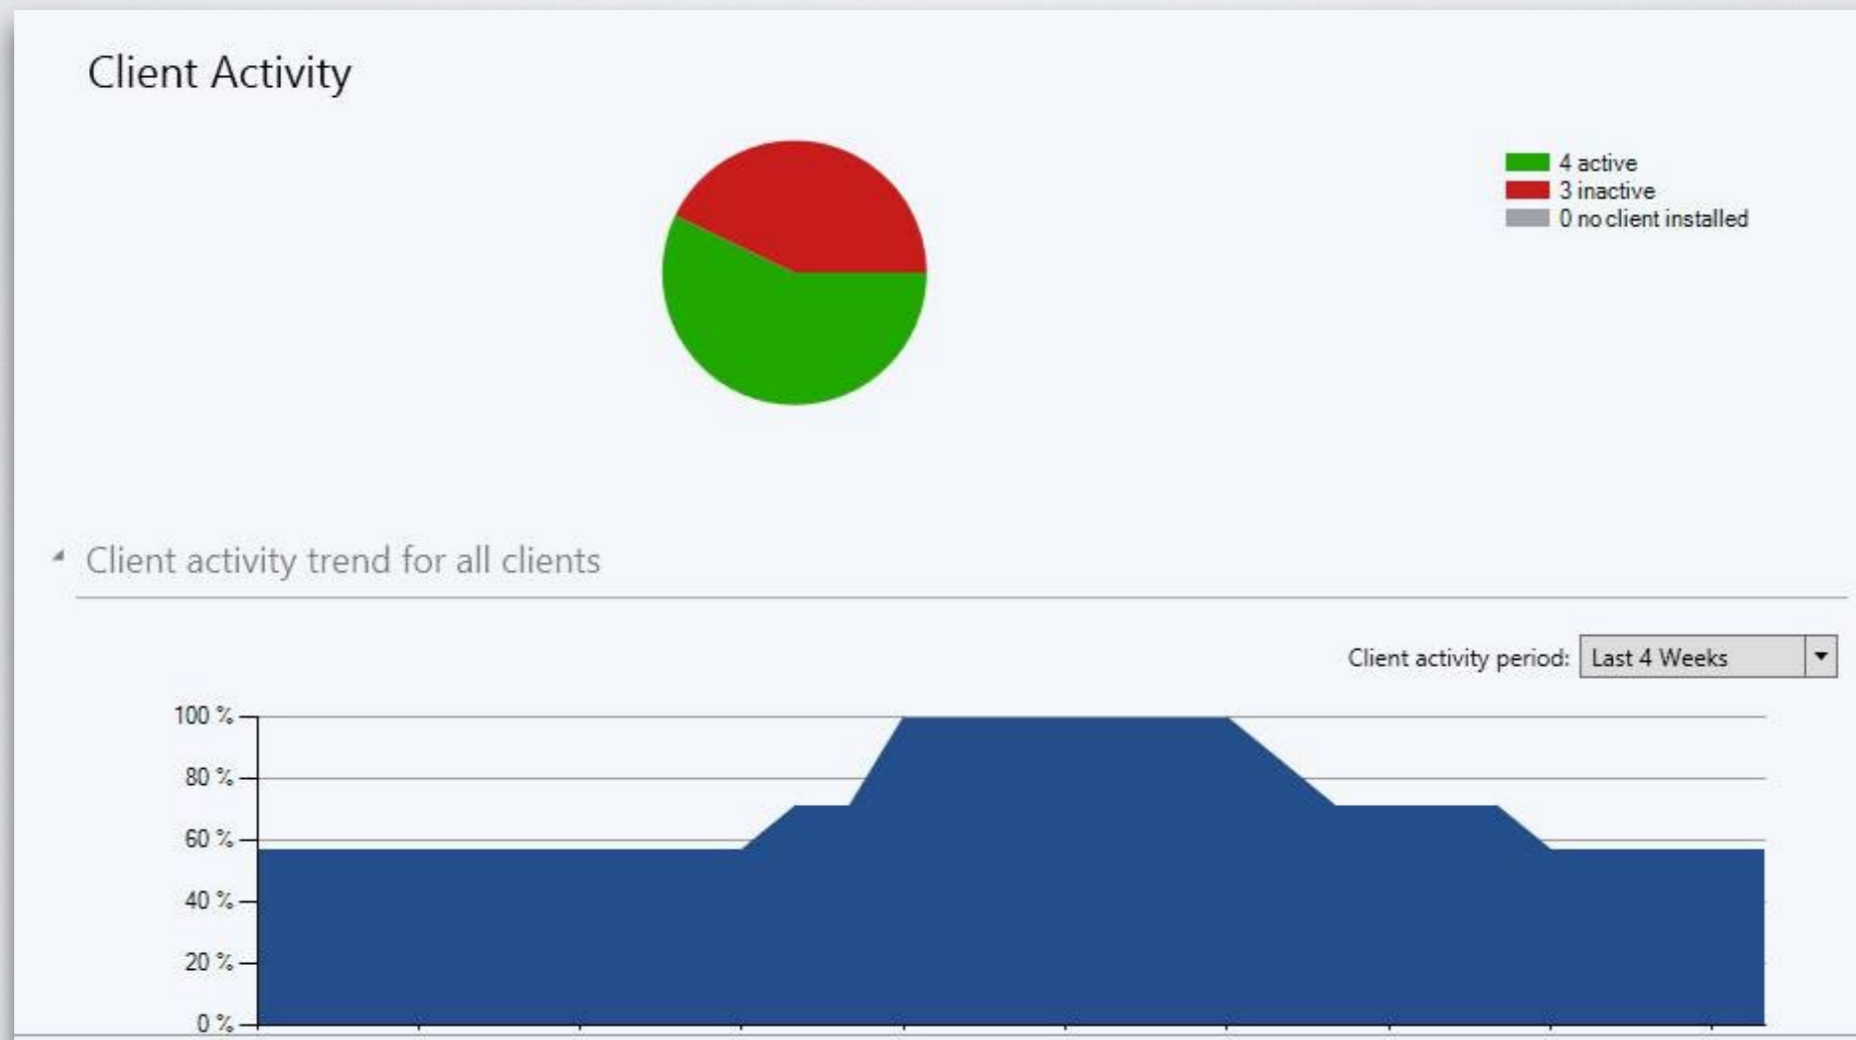 Client Activity
4 active
3 inactive
0 no client installed
Client activity trend for all clients
Client activity period: Last 4 Weeks
100 %
80 %
60 %
40 %
20 %
0 %